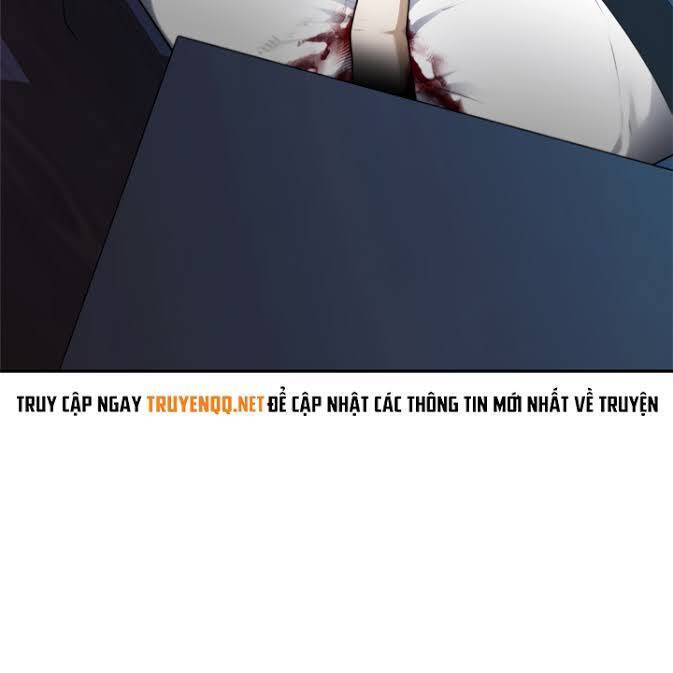 TRUY CẬP NGAY TRUYENQQ.NET ĐỂ CẬP NHẬT CÁC THÔNG TIN MỚI NHẤT VỀ TRUYỆN